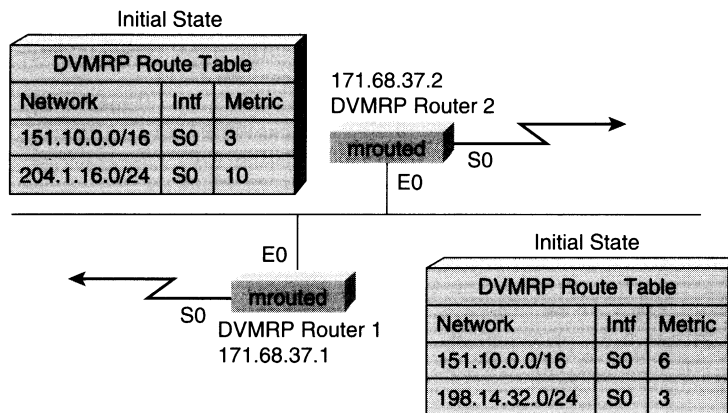 Initial State
DVMRP Route Table
Network Intf Metric
151.10.0.0/16 S0 3
204.1.16.0/24 S0 10
171.68.37.2
DVMRP Router 2
mrouted
S0
E0
E0
mrouted
S0
DVMRP Router 1
171.68.37.1
Initial State
DVMRP Route Table
Network Intf Metric
151.10.0.0/16 S0 6
198.14.32.0/24 S0 3